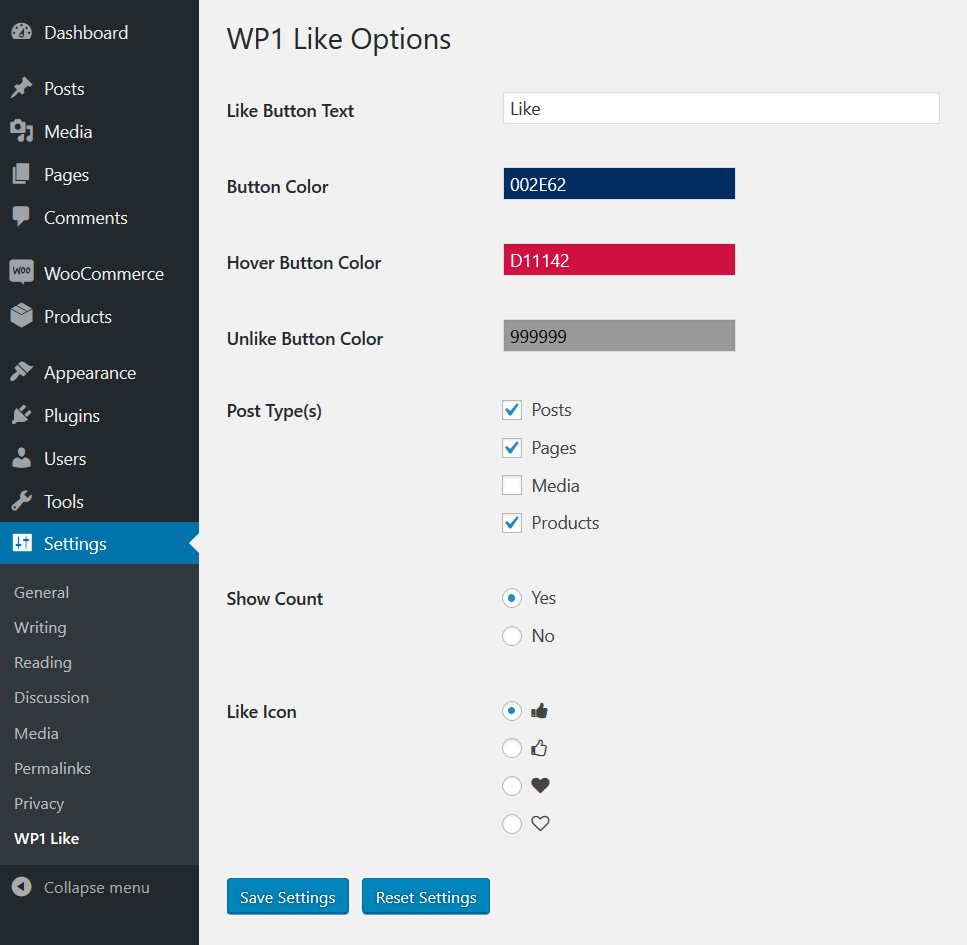 Dashboard
Posts
Media
Pages
Comments
Woo WooCommerce
Products
Appearance
Plugins
Users
Tools
Settings
General
Writing
Reading
Discussion
Media
Permalinks
Privacy
WP1 Like
Collapse menu
WP1 Like Options
Like Button Text Like
Button Color 002E62
Hover Button Color D11142
Unlike Button Color 999999
Post Type(s) Posts
Pages
Media
Products
Show Count Yes
No
Like Icon
Save Settings Reset Settings